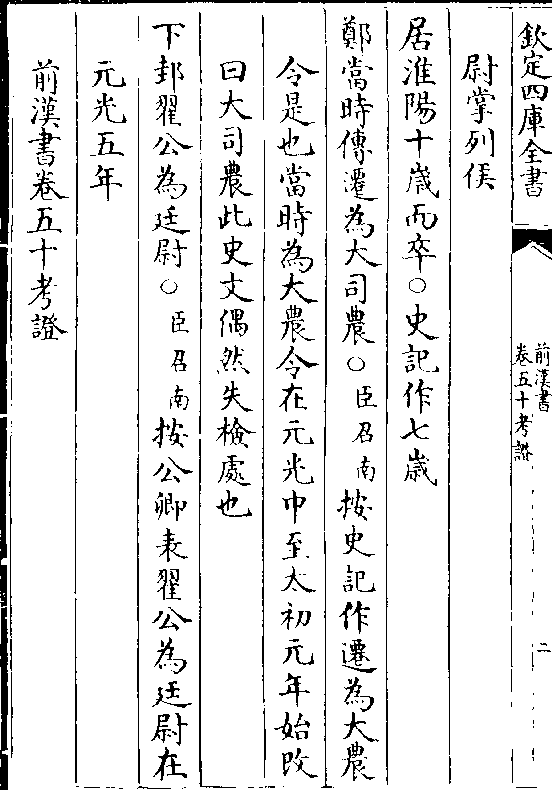 欽定四庫全書
前漢書
卷五十考證
二
尉掌列侯
居淮陽十歲而卒○史記作七歲
鄭當時傳遷為大司農○臣召南按史記作遷為大農
令是也當時為大農令在元光中至太初元年始改
曰大司農此史文偶然失檢處也
下邽翟公為廷尉○臣召南按公卿表翟公為廷尉在
元光五年
前漢書卷五十考證